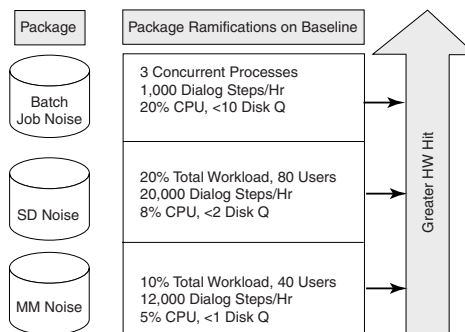 Package
Package Ramifications on Baseline
Batch
Job Noise
3 Concurrent Processes
1,000 Dialog Steps/Hr
20% CPU, <10 Disk Q
SD Noise
20% Total Workload, 80 Users
20,000 Dialog Steps/Hr
8% CPU, <2 Disk Q
MM Noise
10% Total Workload, 40 Users
12,000 Dialog Steps/Hr
5% CPU, <1 Disk Q
Greater HW Hit